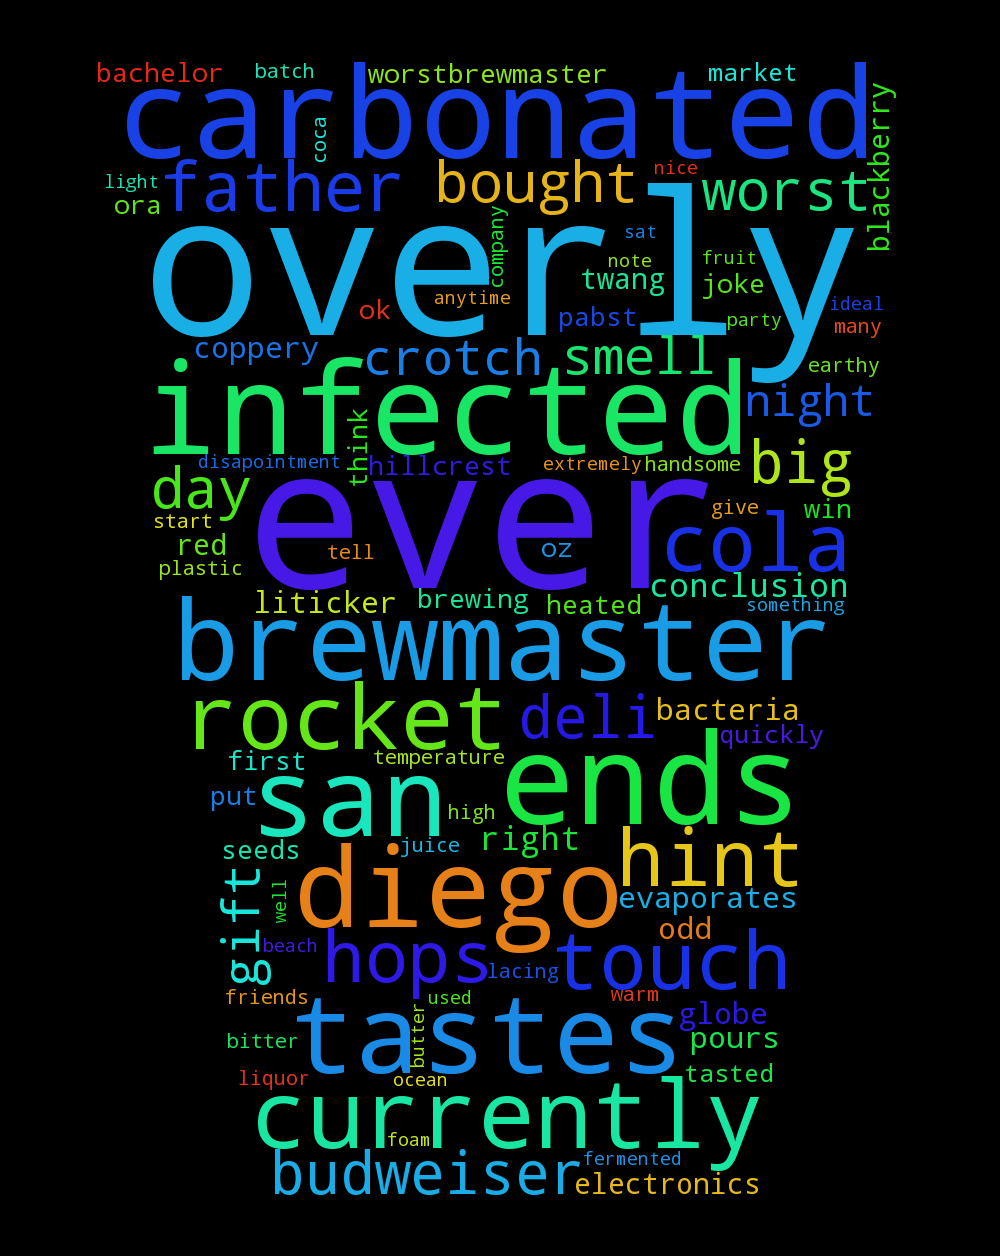 bachelor batch worstbrewmaster market
carbonated
coca
blackberry
light father bought nice worst
ora
overly
company
sat
note
fruit
twang
joke
anytime
ok
pabst
party
ideal
many
coppery crotch smell earthy
infected
night
think
disapointment hillcrest extremely handsome big
day
ever
give win
start
cola
red tell oz
plastic
conclusion
liticker brewing heated something
brewmaster
rocket deli bacteria
quickly
first temperature ends
san
put high
juice right
seeds
hint
diego
gift
well
evaporates
odd
beach hops lacing touch
friends used warm
tastes
globe
butter
bitter pours
liquor ocean tasted
currently
foam
budweiser fermented
electronics